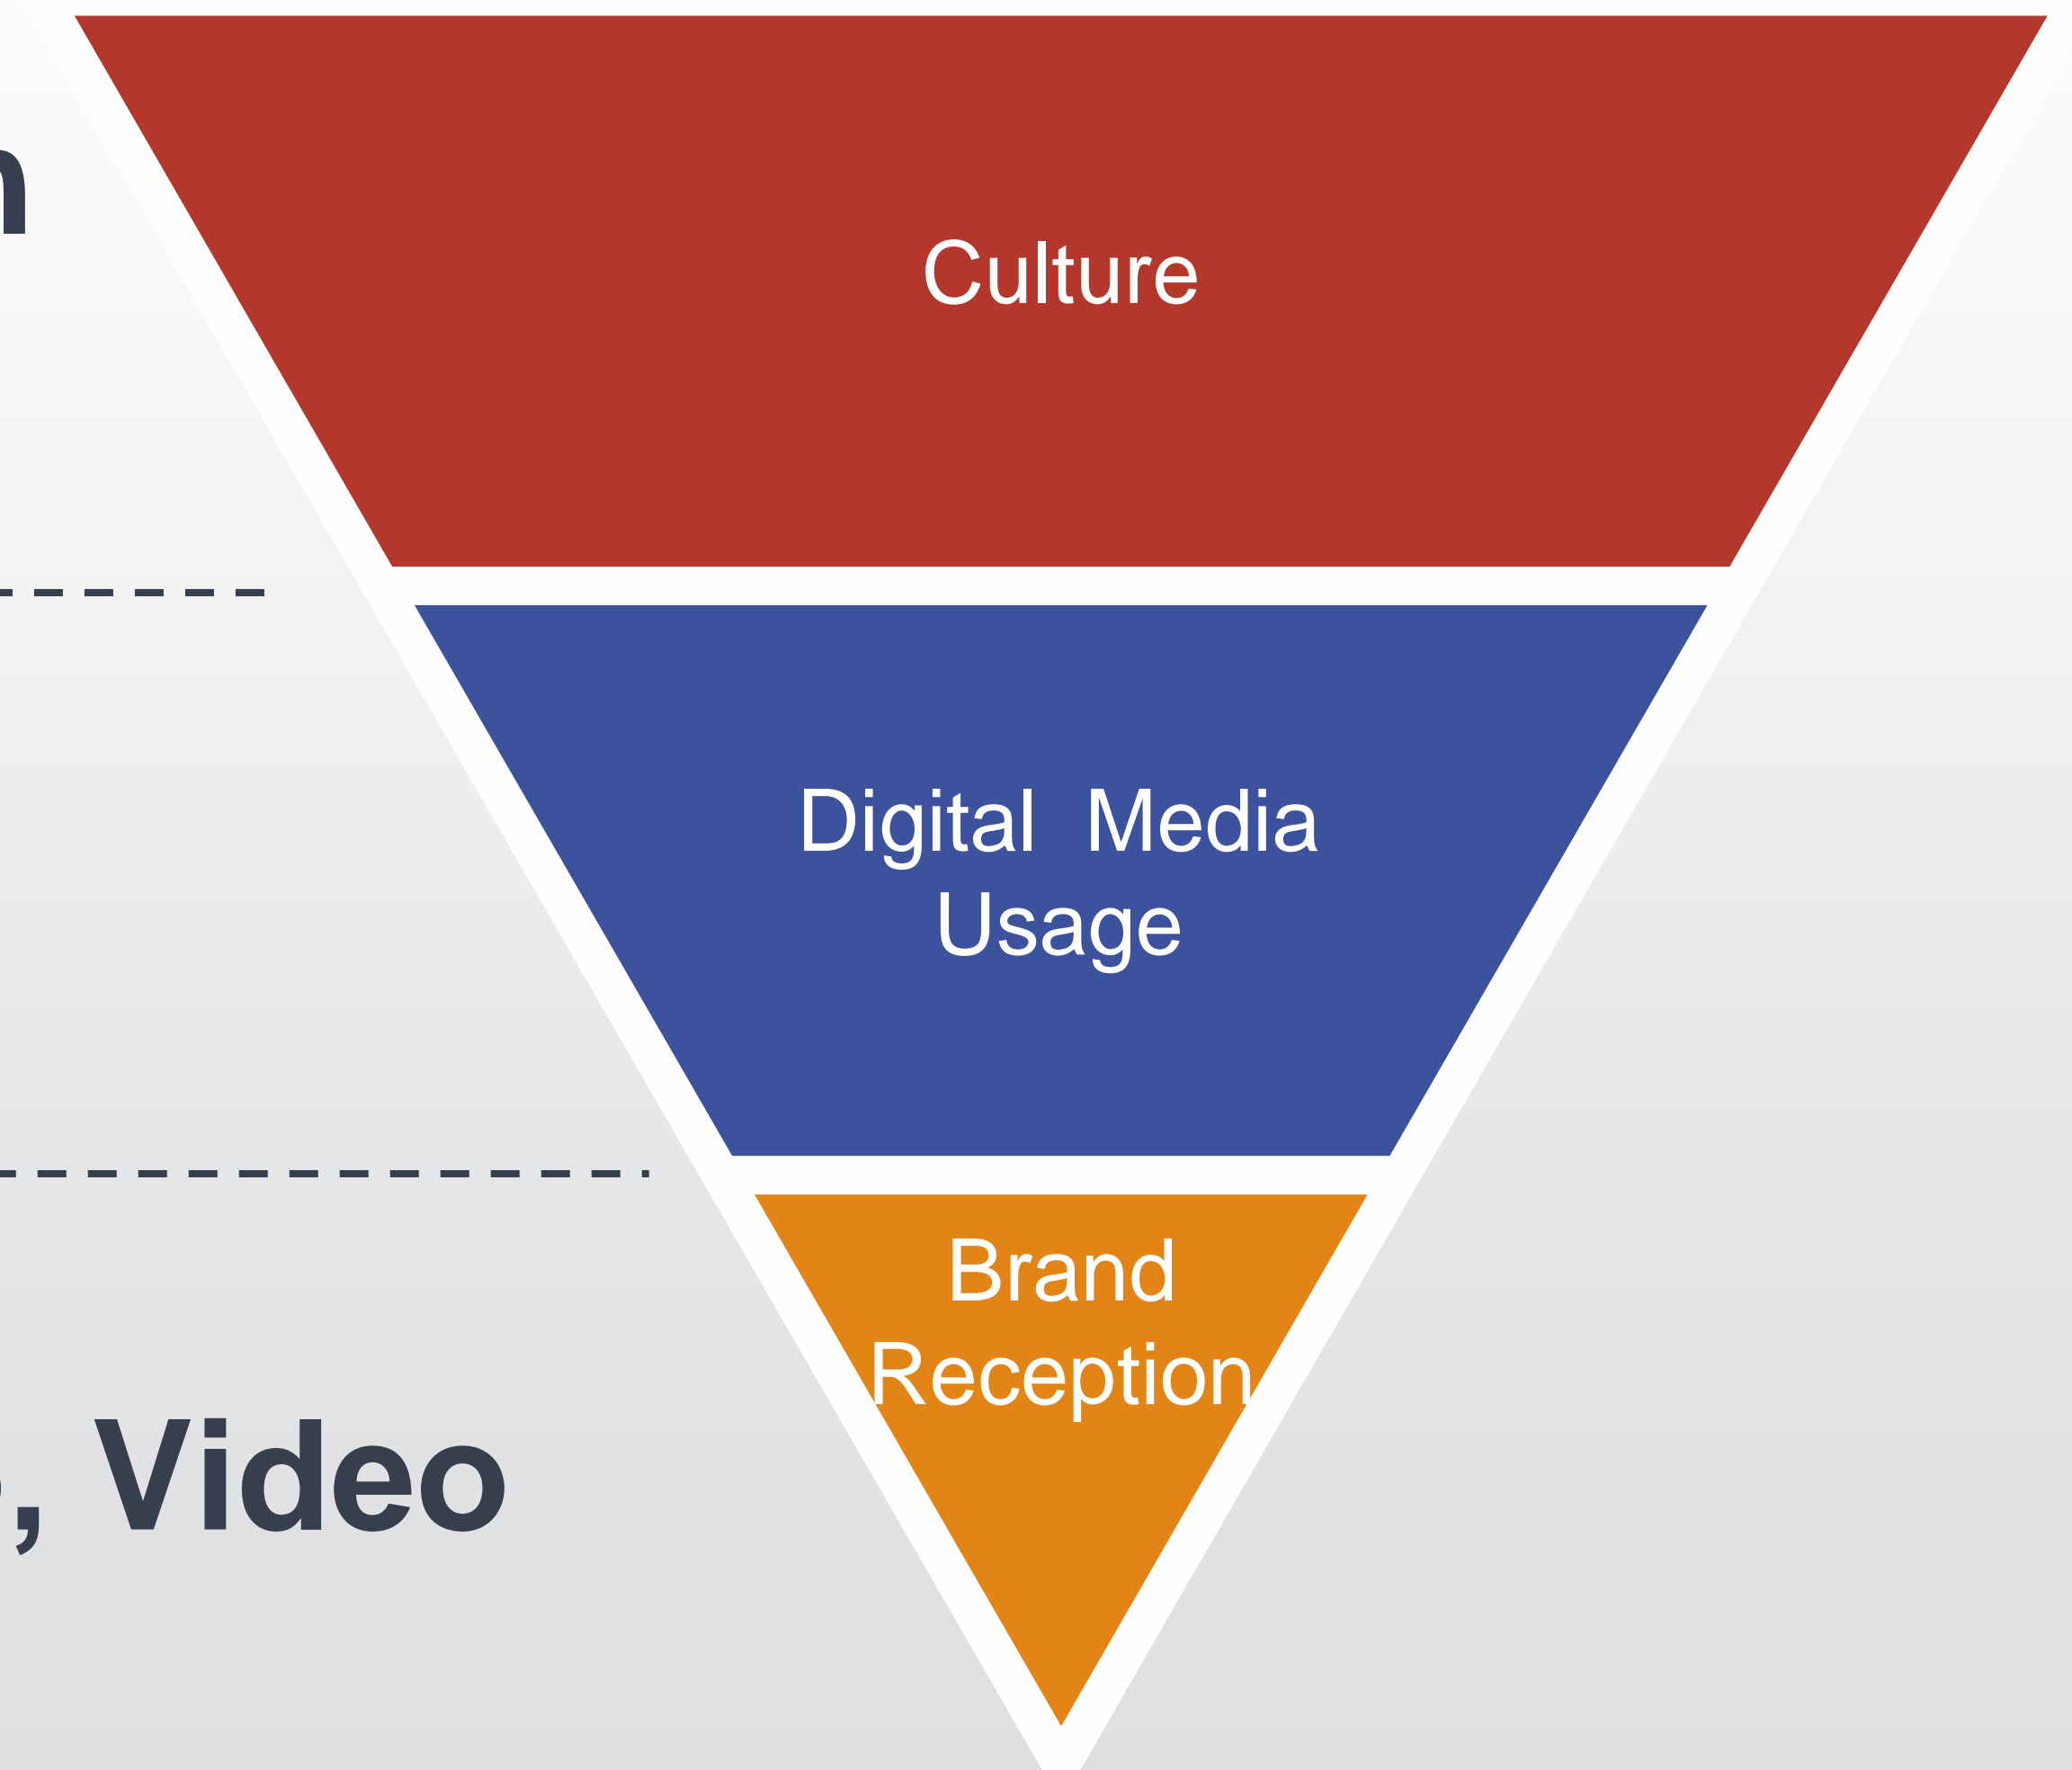 Culture
Digital Media
Usage
Brand
Reception
, Video